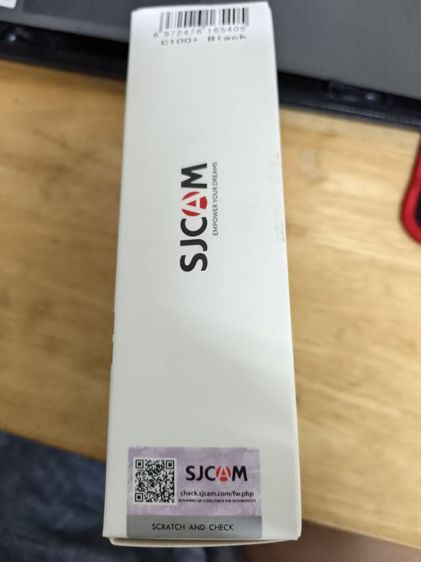 6 972476 165405
C100+ Black
SJCAM
EMPOWER YOUR DREAMS
SJCAM
check.sjcam.com/fw.php
SCRATCH AND CHECK